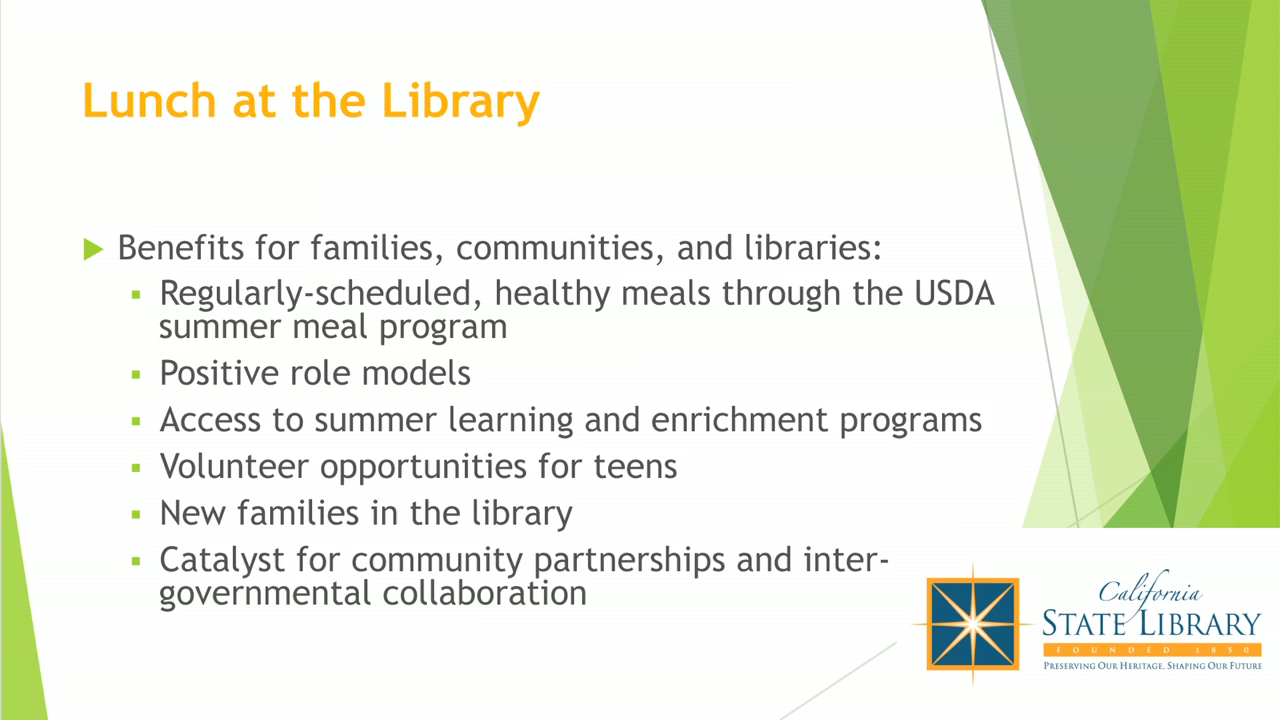 Lunch at the Library
Benefits for families, communities, and libraries:
Regularly-scheduled, healthy meals through the USDA
summer meal program
Positive role models
Access to summer learning and enrichment programs
Volunteer opportunities for teens
New families in the library
Catalyst for community partnerships and inter-
governmental collaboration
California
STATE LIBRARY
FOUNDED 1850
PRESERVING OUR HERITAGE, SHAPING OUR FUTURE